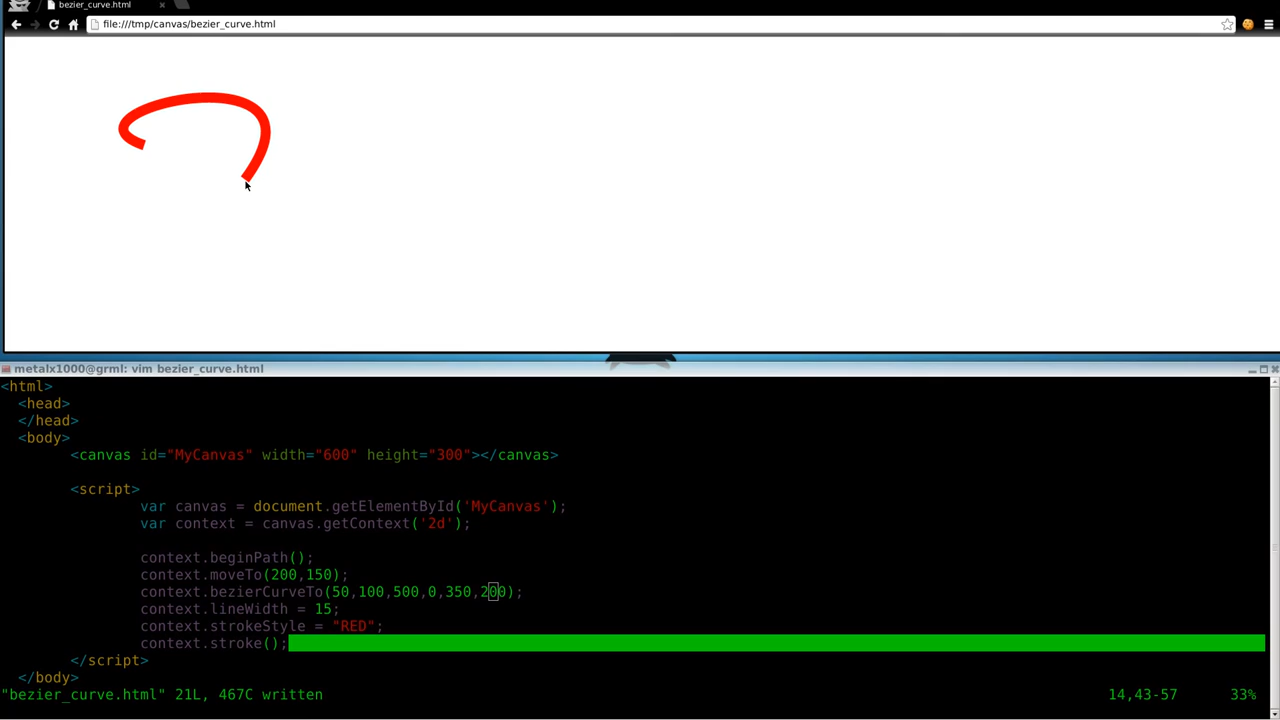 bezier_curve.html
file:///tmp/canvas/bezier_curve.html
metalx1000@grml: vim bezier_curve.html
<html>
<head>
</head>
<body>
<canvas id="MyCanvas" width="600" height="300"></canvas>
<script>
var canvas = document.getElementById('MyCanvas');
var context = canvas.getContext('2d');
context.beginPath();
context.moveTo(200,150);
context.bezierCurveTo(50,100,500,0,350,200);
context.lineWidth = 15;
context.strokeStyle = "RED";
context.stroke();
</script>
</body>
"bezier_curve.html" 21L, 467C written 14,43-57 33%